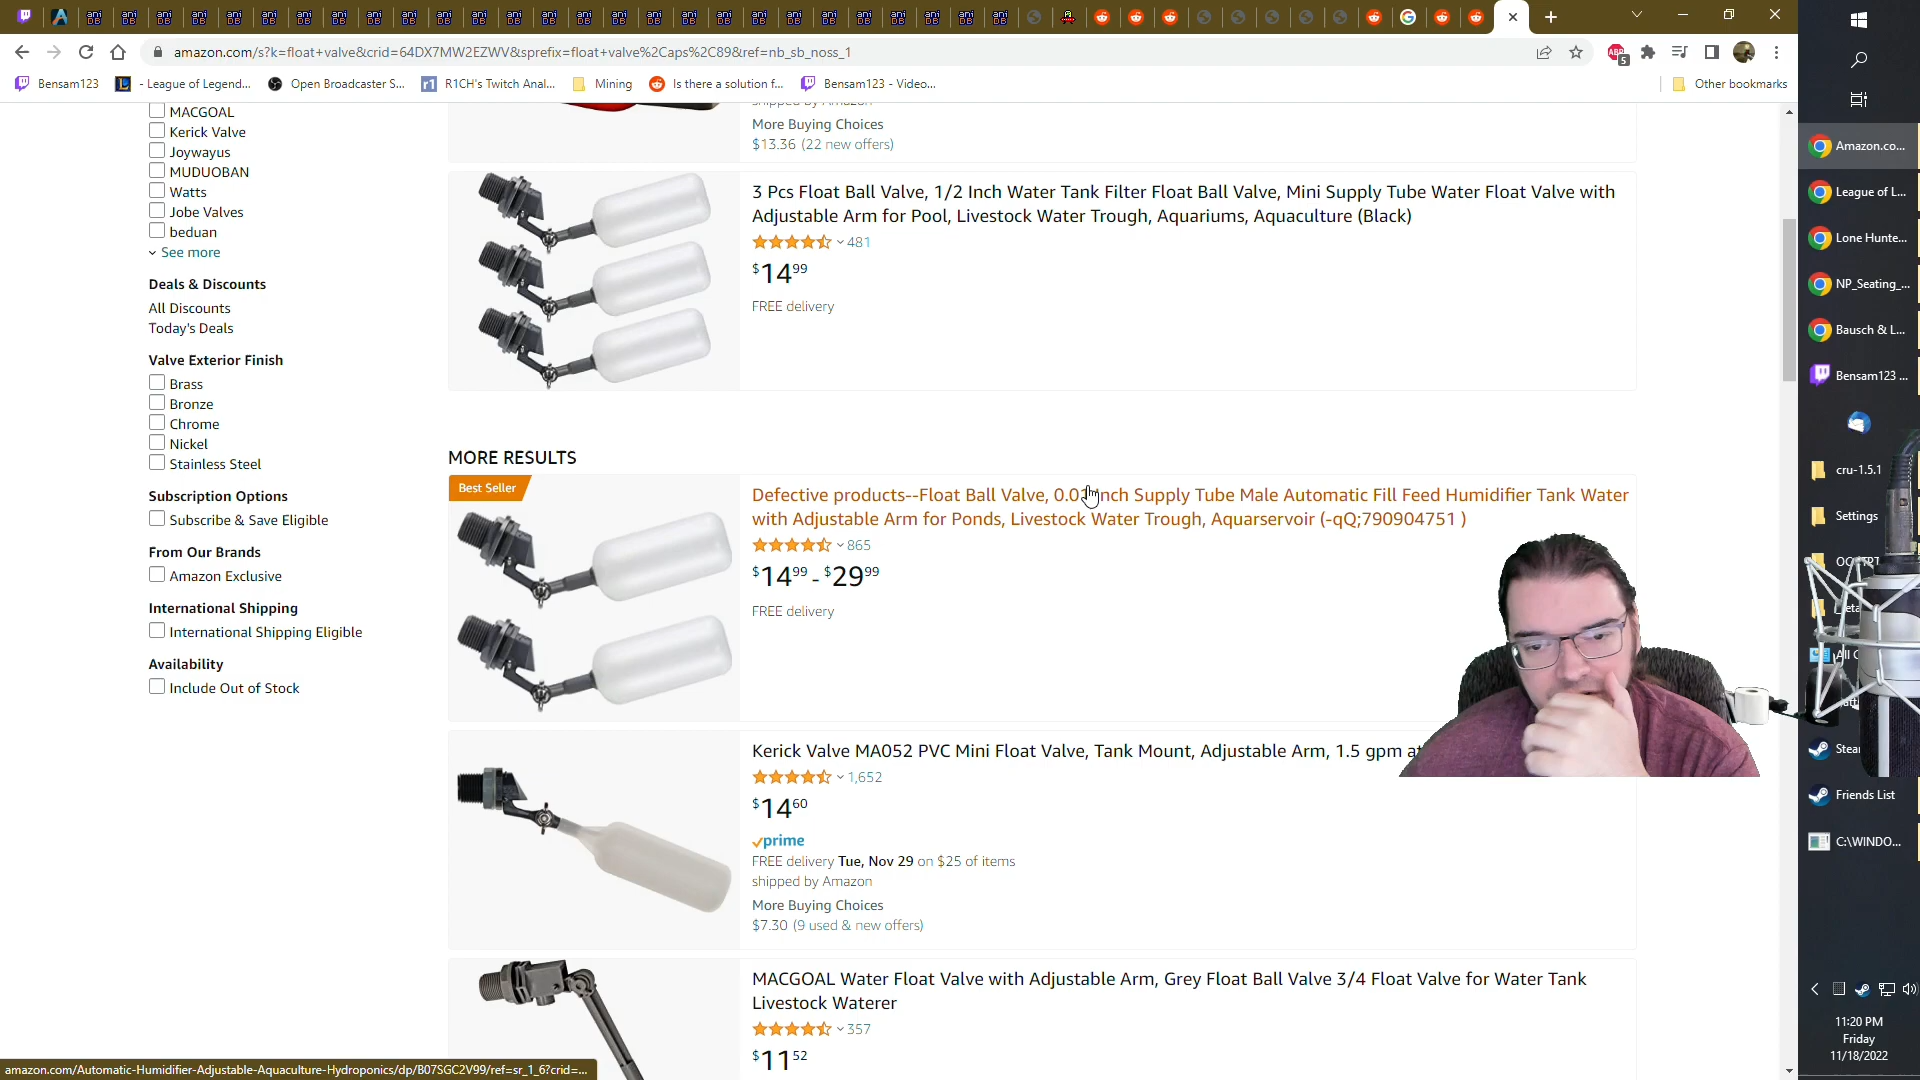 amazon.com/s?k=float+valve&crid=64DX7MW2EZWV&sprefix=float+valve%2Caps%2C89&ref=nb_sb_noss_1
Bensam123
- League of Legend...
Open Broadcaster S...
R1CH's Twitch Anal...
Mining
Is there a solution f...
Bensam123 - Video...
Other bookmarks
MACGOAL
Kerick Valve
Joywayus
MUDUOBAN
Watts
Jobe Valves
beduan
See more
Deals & Discounts
All Discounts
Today's Deals
Valve Exterior Finish
Brass
Bronze
Chrome
Nickel
Stainless Steel
Subscription Options
Subscribe & Save Eligible
From Our Brands
Amazon Exclusive
International Shipping
International Shipping Eligible
Availability
Include Out of Stock
shipped by Amazon
More Buying Choices
$13.36 (22 new offers)
3 Pcs Float Ball Valve, 1/2 Inch Water Tank Filter Float Ball Valve, Mini Supply Tube Water Float Valve with
Adjustable Arm for Pool, Livestock Water Trough, Aquariums, Aquaculture (Black)
481
$14 99
FREE delivery
MORE RESULTS
Best Seller
Defective products--Float Ball Valve, Supply Tube Male Automatic Fill Feed Humidifier Tank Water
with Adjustable Arm for Ponds, Livestock Water Trough, Aquarservoir (-qQ;790904751 )
865
$14 99 - $29 99
FREE delivery
Kerick Valve MA052 PVC Mini Float Valve, Tank Mount, Adjustable Arm, 1.5 gpm at
1,652
$14 60
prime
FREE delivery Tue, Nov 29 on $25 of items
shipped by Amazon
More Buying Choices
$7.30 (9 used & new offers)
MACGOAL Water Float Valve with Adjustable Arm, Grey Float Ball Valve 3/4 Float Valve for Water Tank
Livestock Waterer
357
$11 52
amazon.com/Automatic-Humidifier-Adjustable-Aquaculture-Hydroponics/dp/B07SGC2V99/ref=sr_1_6?crid=...
Amazon.co...
League of L...
Lone Hunte...
NP_Seating_...
Bausch & L...
Bensam123 ...
cru-1.5.1
Settings
Friends List
C:\WINDO...
11:20 PM
Friday
11/18/2022